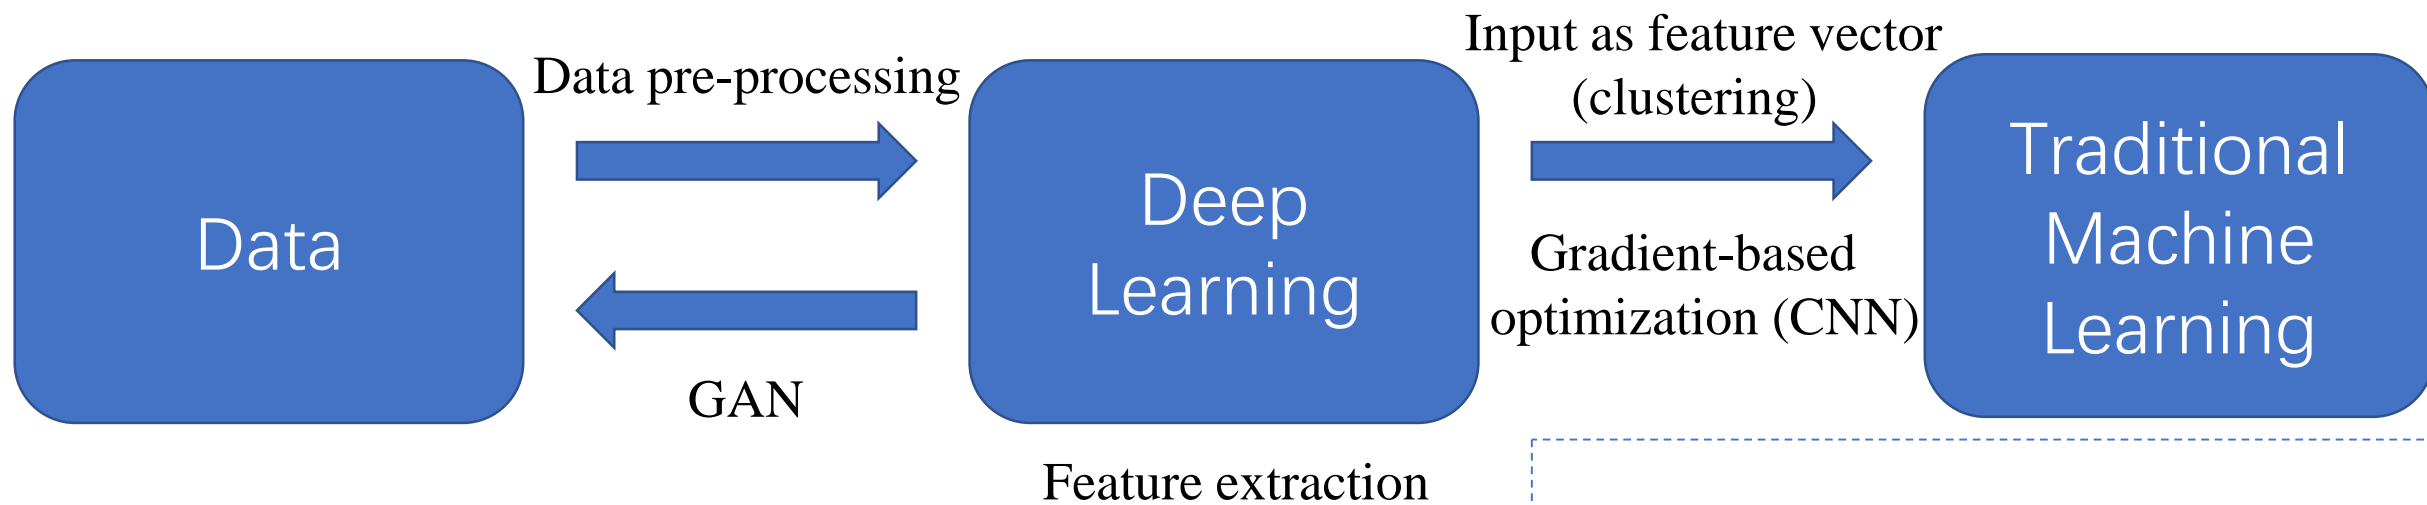 Data
Data pre-processing
GAN
Deep
Learning
Feature extraction
Input as feature vector
(clustering)
Gradient-based
optimization (CNN)
Traditional
Machine
Learning